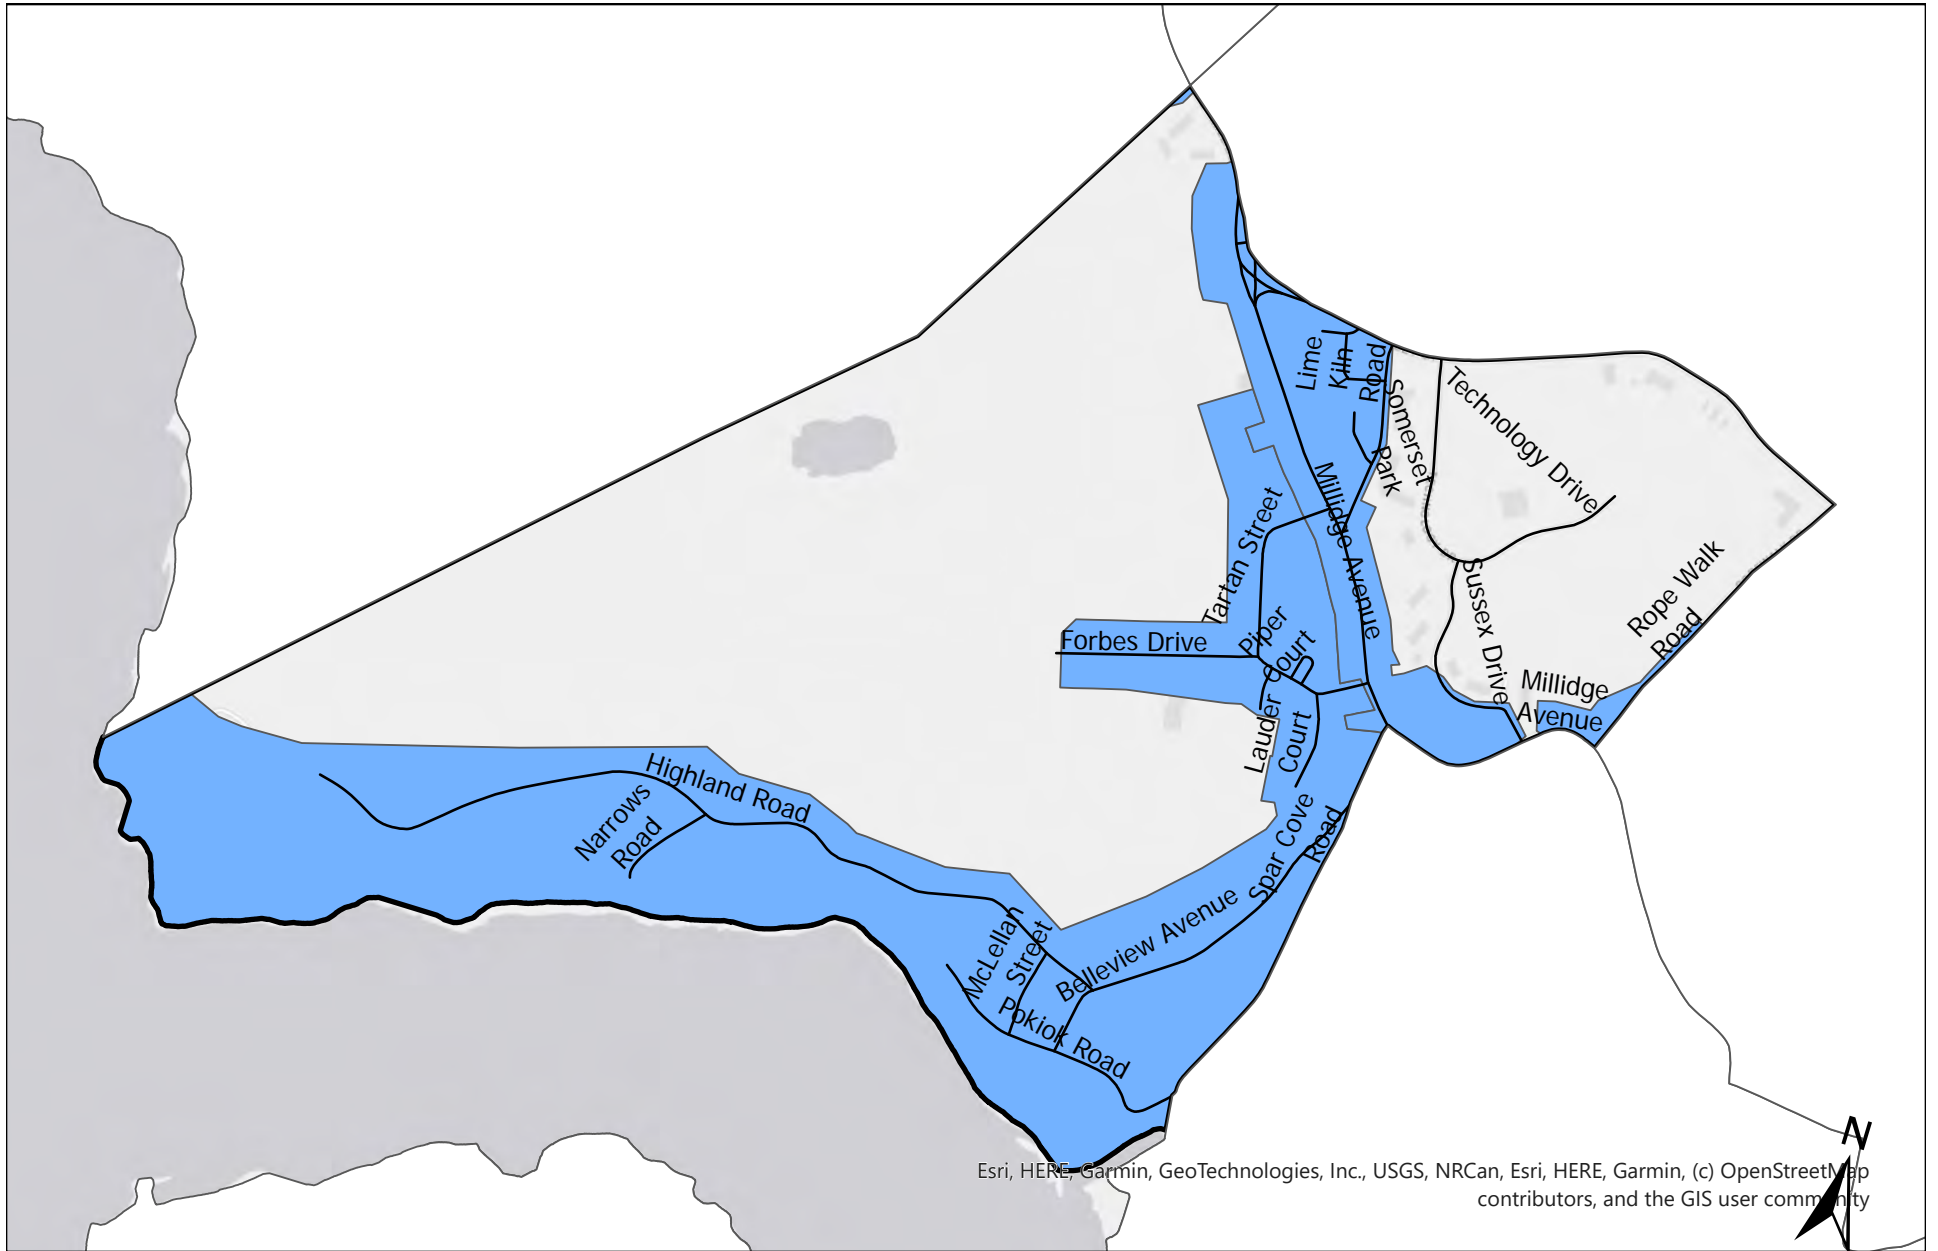 Lime
Kiln
Road
Somerset
Park
Technology Drive
Millidge Avenue
Tartan Street
Forbes Drive
Piper
Court
Lauder
Court
Sussex Drive
Rope Walk
Road
Millidge
Avenue
Highland Road
Narrows
Road
Spar Cove
Road
McLellan
Street
Belleview Avenue
Pokiok Road
N
Esri, HERE, Garmin, GeoTechnologies, Inc., USGS, NRCan, Esri, HERE, Garmin, (c) OpenStreetMap
contributors, and the GIS user community